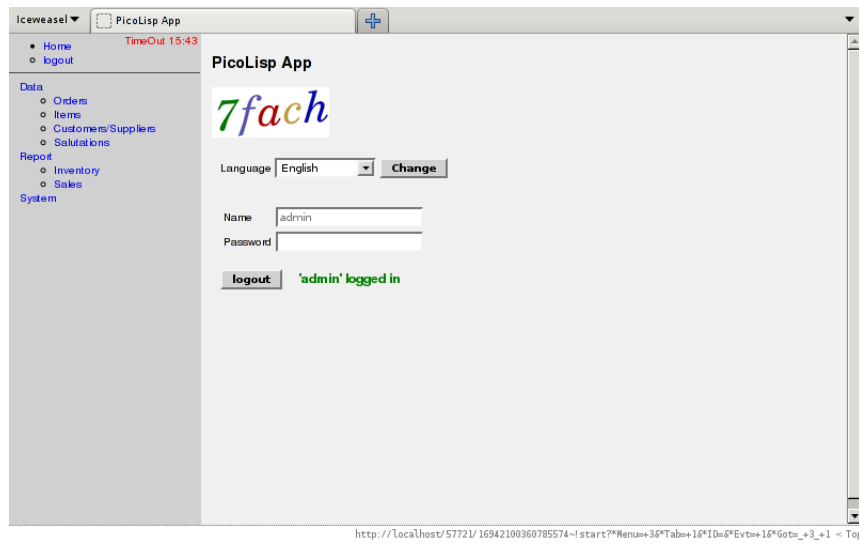 Iceweasel PicoLisp App
TimeOut 15:43
Home
logout
Data
Orders
Items
Customers/Suppliers
Salutations
Report
Inventory
Sales
System
PicoLisp App
7fach
Language English Change
Name admin
Password
logout 'admin' logged in
http://localhost/57721/16942100360785574~!start?*Menu=+3&*Tab=+1&*ID=&*Evt=+1&*Got=_+3_+1 < Top